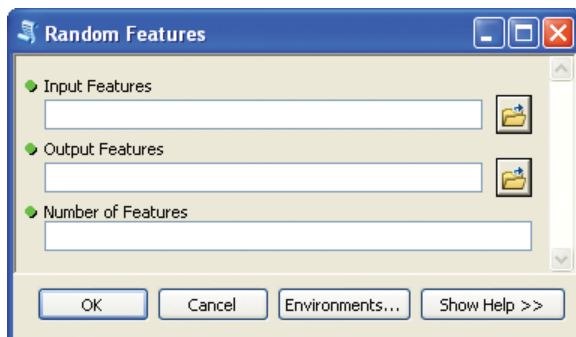 Random Features
Input Features
Output Features
Number of Features
OK Cancel Environments... Show Help >>